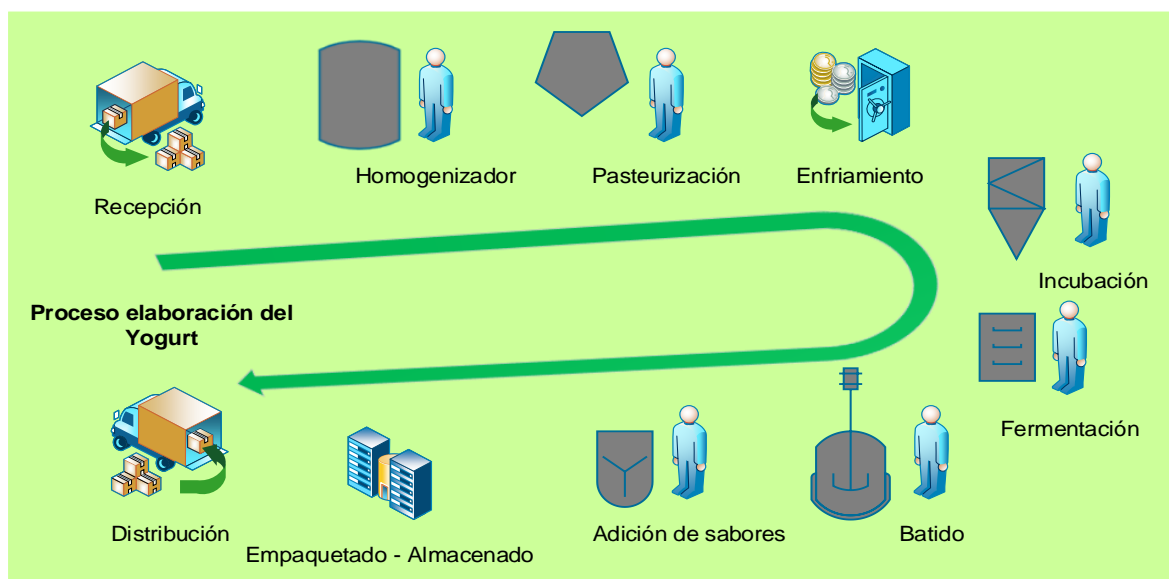 Recepción
Homogenizador
Pasteurización
Enfriamiento
Incubación
Proceso elaboración del
Yogurt
Fermentación
Batido
Adición de sabores
Empaquetado - Almacenado
Distribución